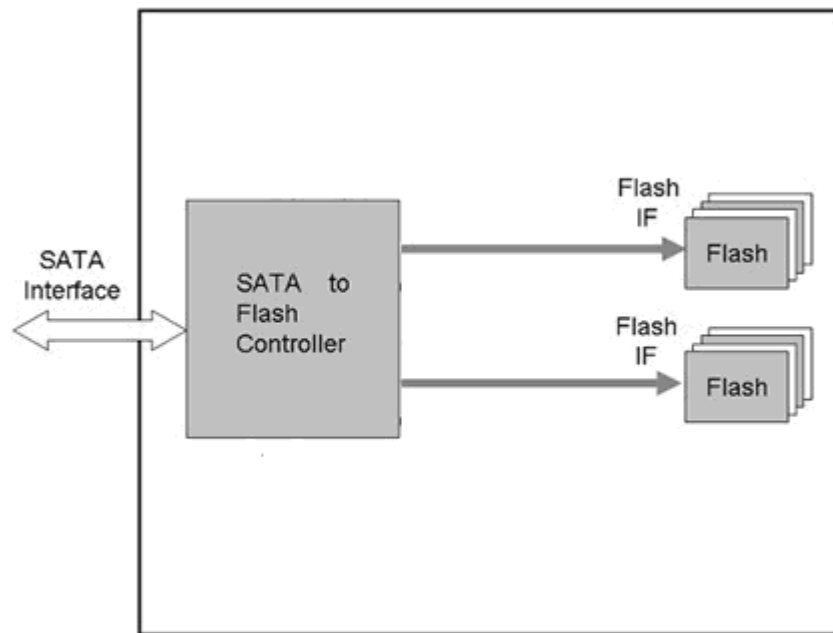 SATA
Interface
SATA to
Flash
Controller
Flash
IF
Flash
Flash
IF
Flash